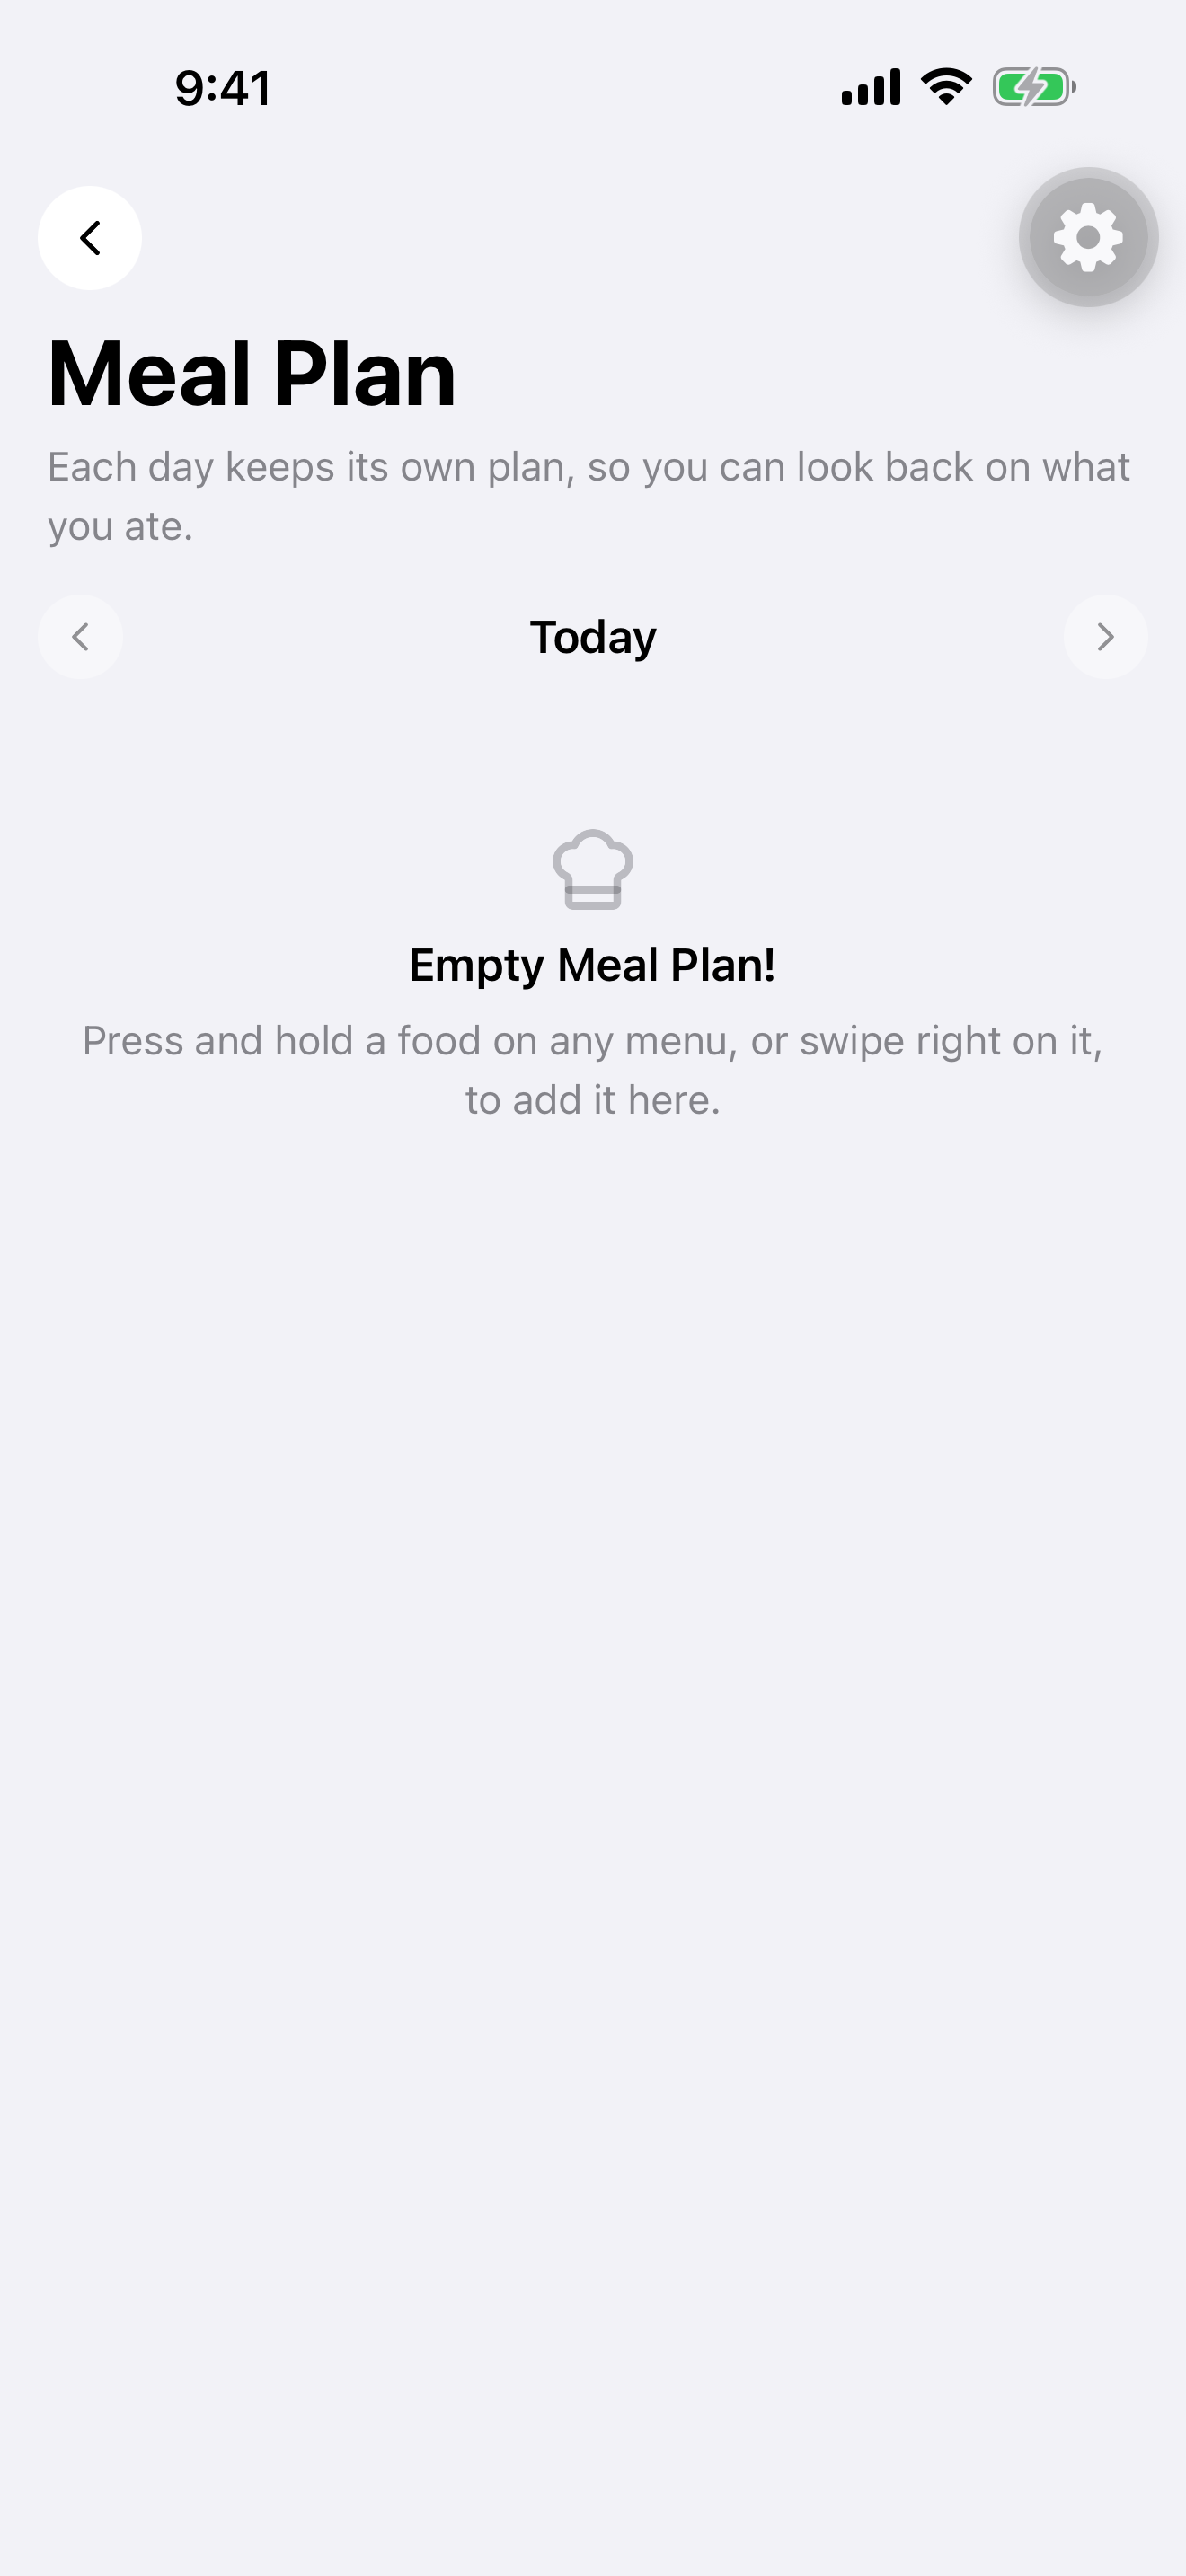 9:41
Meal Plan
Each day keeps its own plan, so you can look back on what
you ate.
Today
Empty Meal Plan!
Press and hold a food on any menu, or swipe right on it,
to add it here.